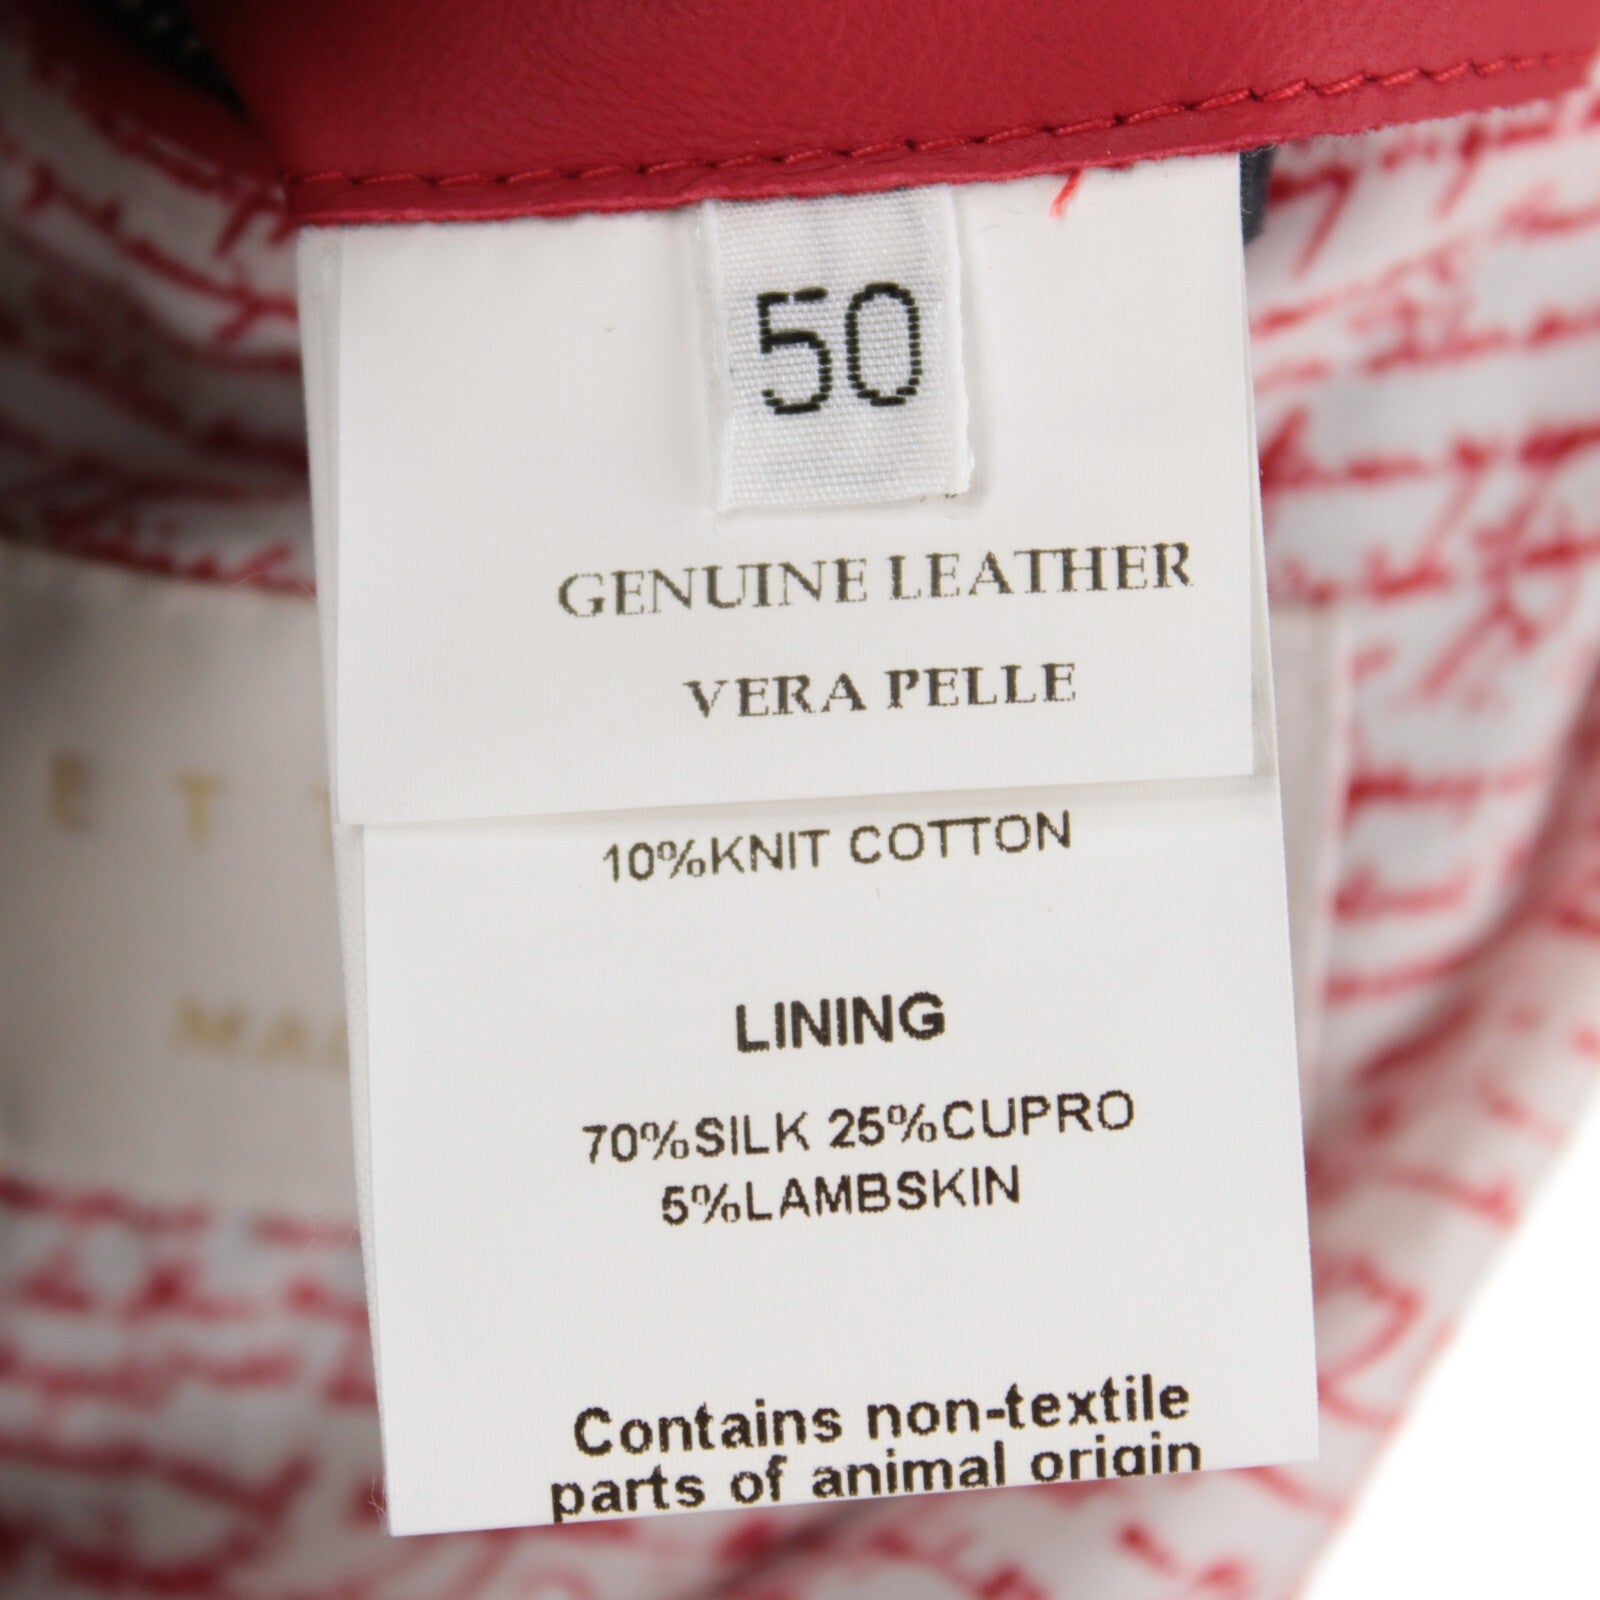 50
GENUINE LEATHER
VERA PELLE
10%KNIT COTTON
LINING
70%SILK 25%CUPRO
5%LAMBSKIN
Contains non-textile
parts of animal origin
E T T